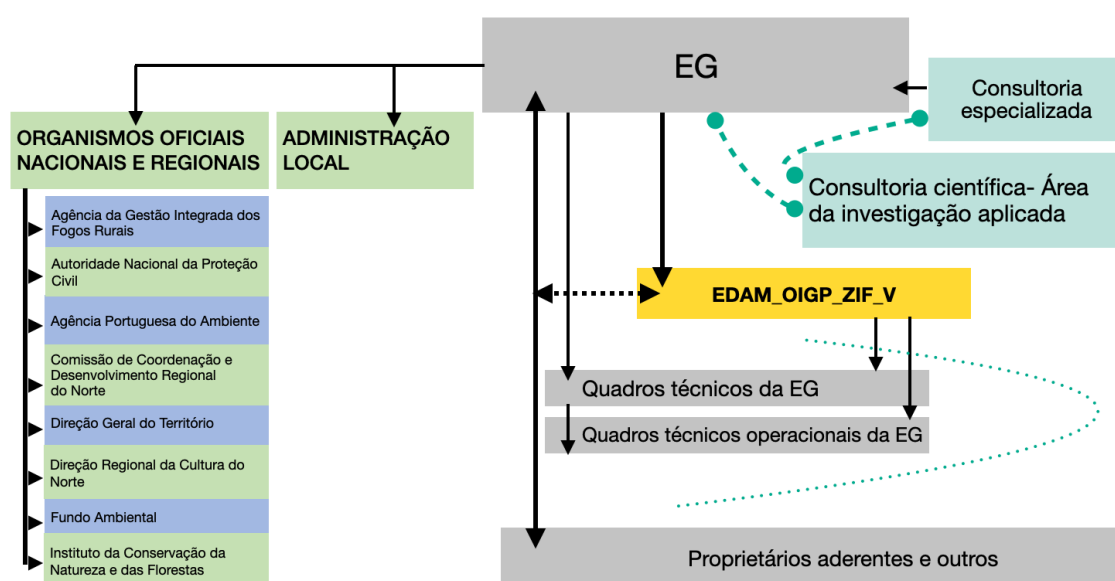 EG
Consultoria
especializada
ORGANISMOS OFICIAIS
NACIONAIS E REGIONAIS
ADMINISTRAÇÃO
LOCAL
Consultoria científica- Área
da investigação aplicada
Agência da Gestão Integrada dos
Fogos Rurais
Autoridade Nacional da Proteção
Civil
Agência Portuguesa do Ambiente
Comissão de Coordenação e
Desenvolvimento Regional
do Norte
Direção Geral do Território
Direção Regional da Cultura do
Norte
Fundo Ambiental
Instituto da Conservação da
Natureza e das Florestas
EDAM_OIGP_ZIF_V
Quadros técnicos da EG
Quadros técnicos operacionais da EG
Proprietários aderentes e outros